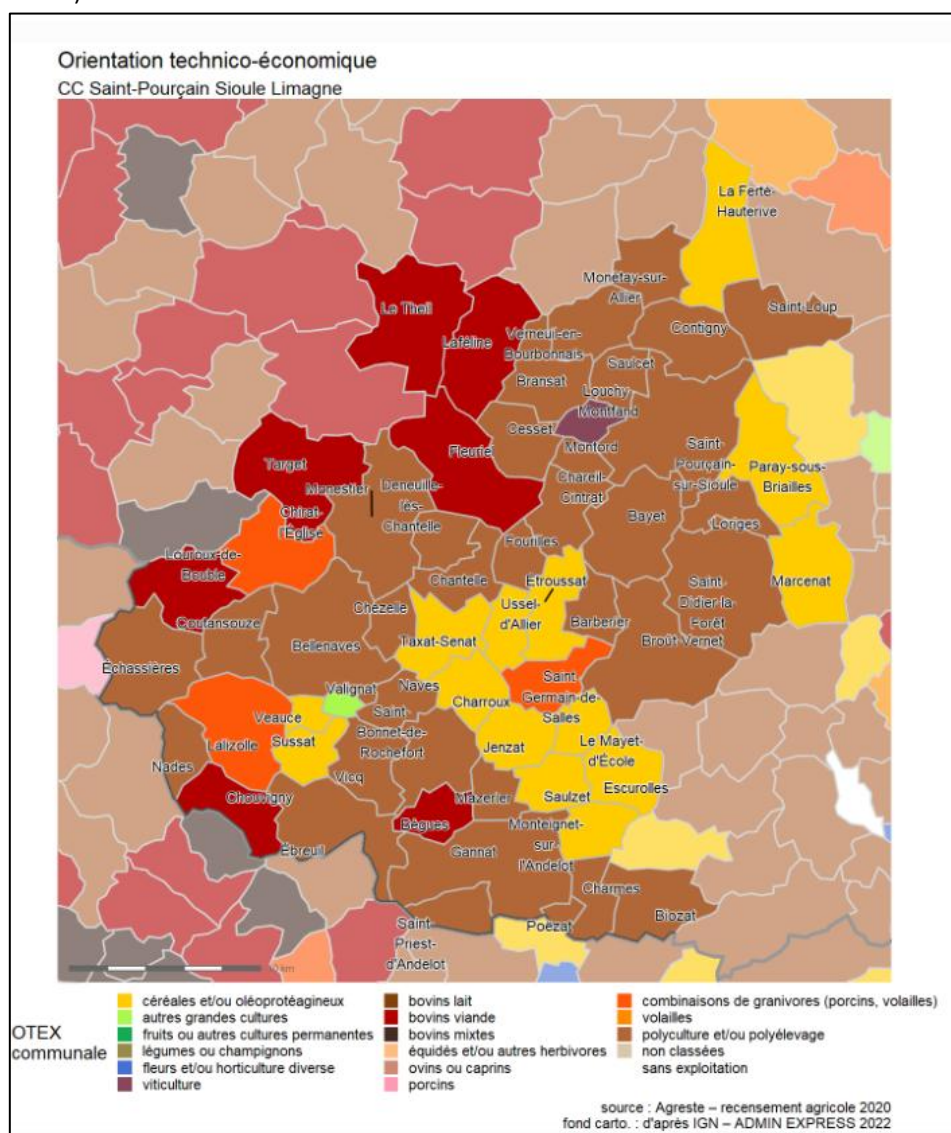 Orientation technico-économique
CC Saint-Pourçain Sioule Limagne
La Ferté-
Hauterive
Monétay-sur-
Allier
Saint-Loup
Le Theil
Contigny
Laféline
Verneuil-en-
Bourbonnais
Saulcet
Bransat
Louchy-
Montfand
Cesset
Montord
Saint-
Pourçain-
sur-Sioule
Fleuriel
Target
Paray-sous-
Briailles
Chareil-
Cintrat
Monestier
Deneuille-
lès-
Chantelle
Chirat-
l'Église
Bayet
Loriges
Fourilles
Louroux-de-
Bouble
Chantelle
Étroussat
Marcenat
Saint-
Didier-la-
Forêt
Ussel-
d'Allier
Chezelle
Coutansouze
Barberier
Taxat-Senat
Broût-Vernet
Bellenaves
Échassières
Saint-
Germain-de-
Salles
Naves
Valignat
Charroux
Saint-
Bonnet-de-
Rochefort
Veauce
Lalizolle
Sussat
Jenzat
Le Mayet-
d'École
Nades
Vicq
Escurolles
Chouvigny
Mazerier
Saulzet
Bègues
Monteignet-
sur-
l'Andelot
Ébreuil
Gannat
Charmes
Biozat
Poëzat
Saint-
Priest-
d'Andelot
10 km
OTEX
communale
céréales et/ou oléoprotéagineux
autres grandes cultures
fruits ou autres cultures permanentes
légumes ou champignons
fleurs et/ou horticulture diverse
viticulture
bovins lait
bovins viande
bovins mixtes
équidés et/ou autres herbivores
ovins ou caprins
porcins
combinaisons de granivores (porcins, volailles)
volailles
polyculture et/ou polyélevage
non classées
sans exploitation
source : Agreste – recensement agricole 2020
fond carto. : d'après IGN – ADMIN EXPRESS 2022